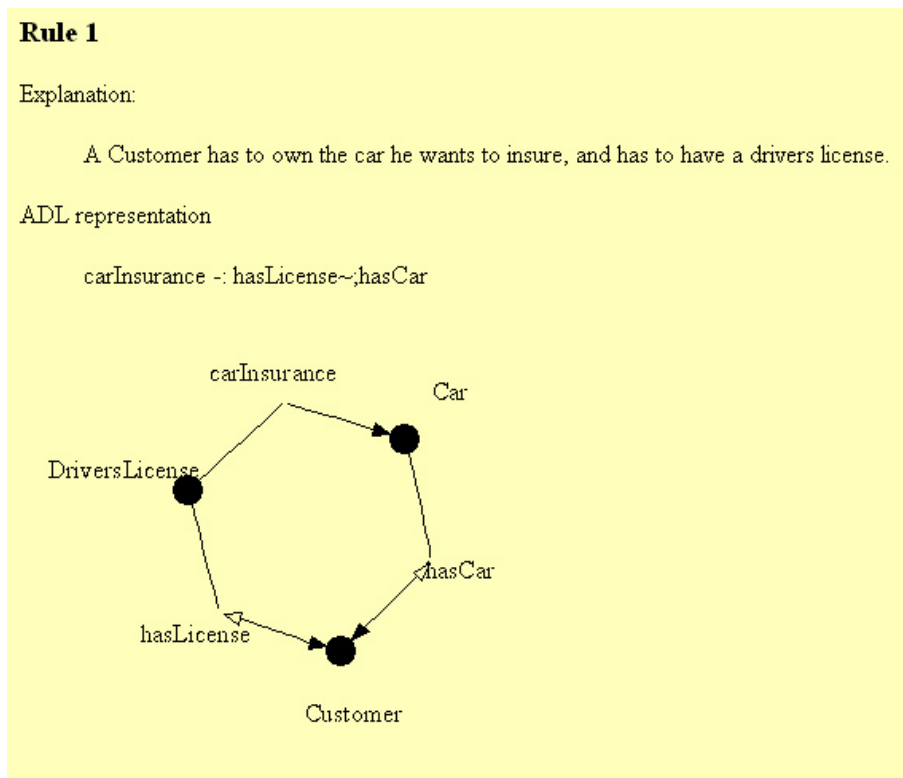 Rule 1
Explanation:
A Customer has to own the car he wants to insure, and has to have a drivers license.
ADL representation
carInsurance -: hasLicense~;hasCar
carInsurance
Car
DriversLicense
hasCar
hasLicense
Customer